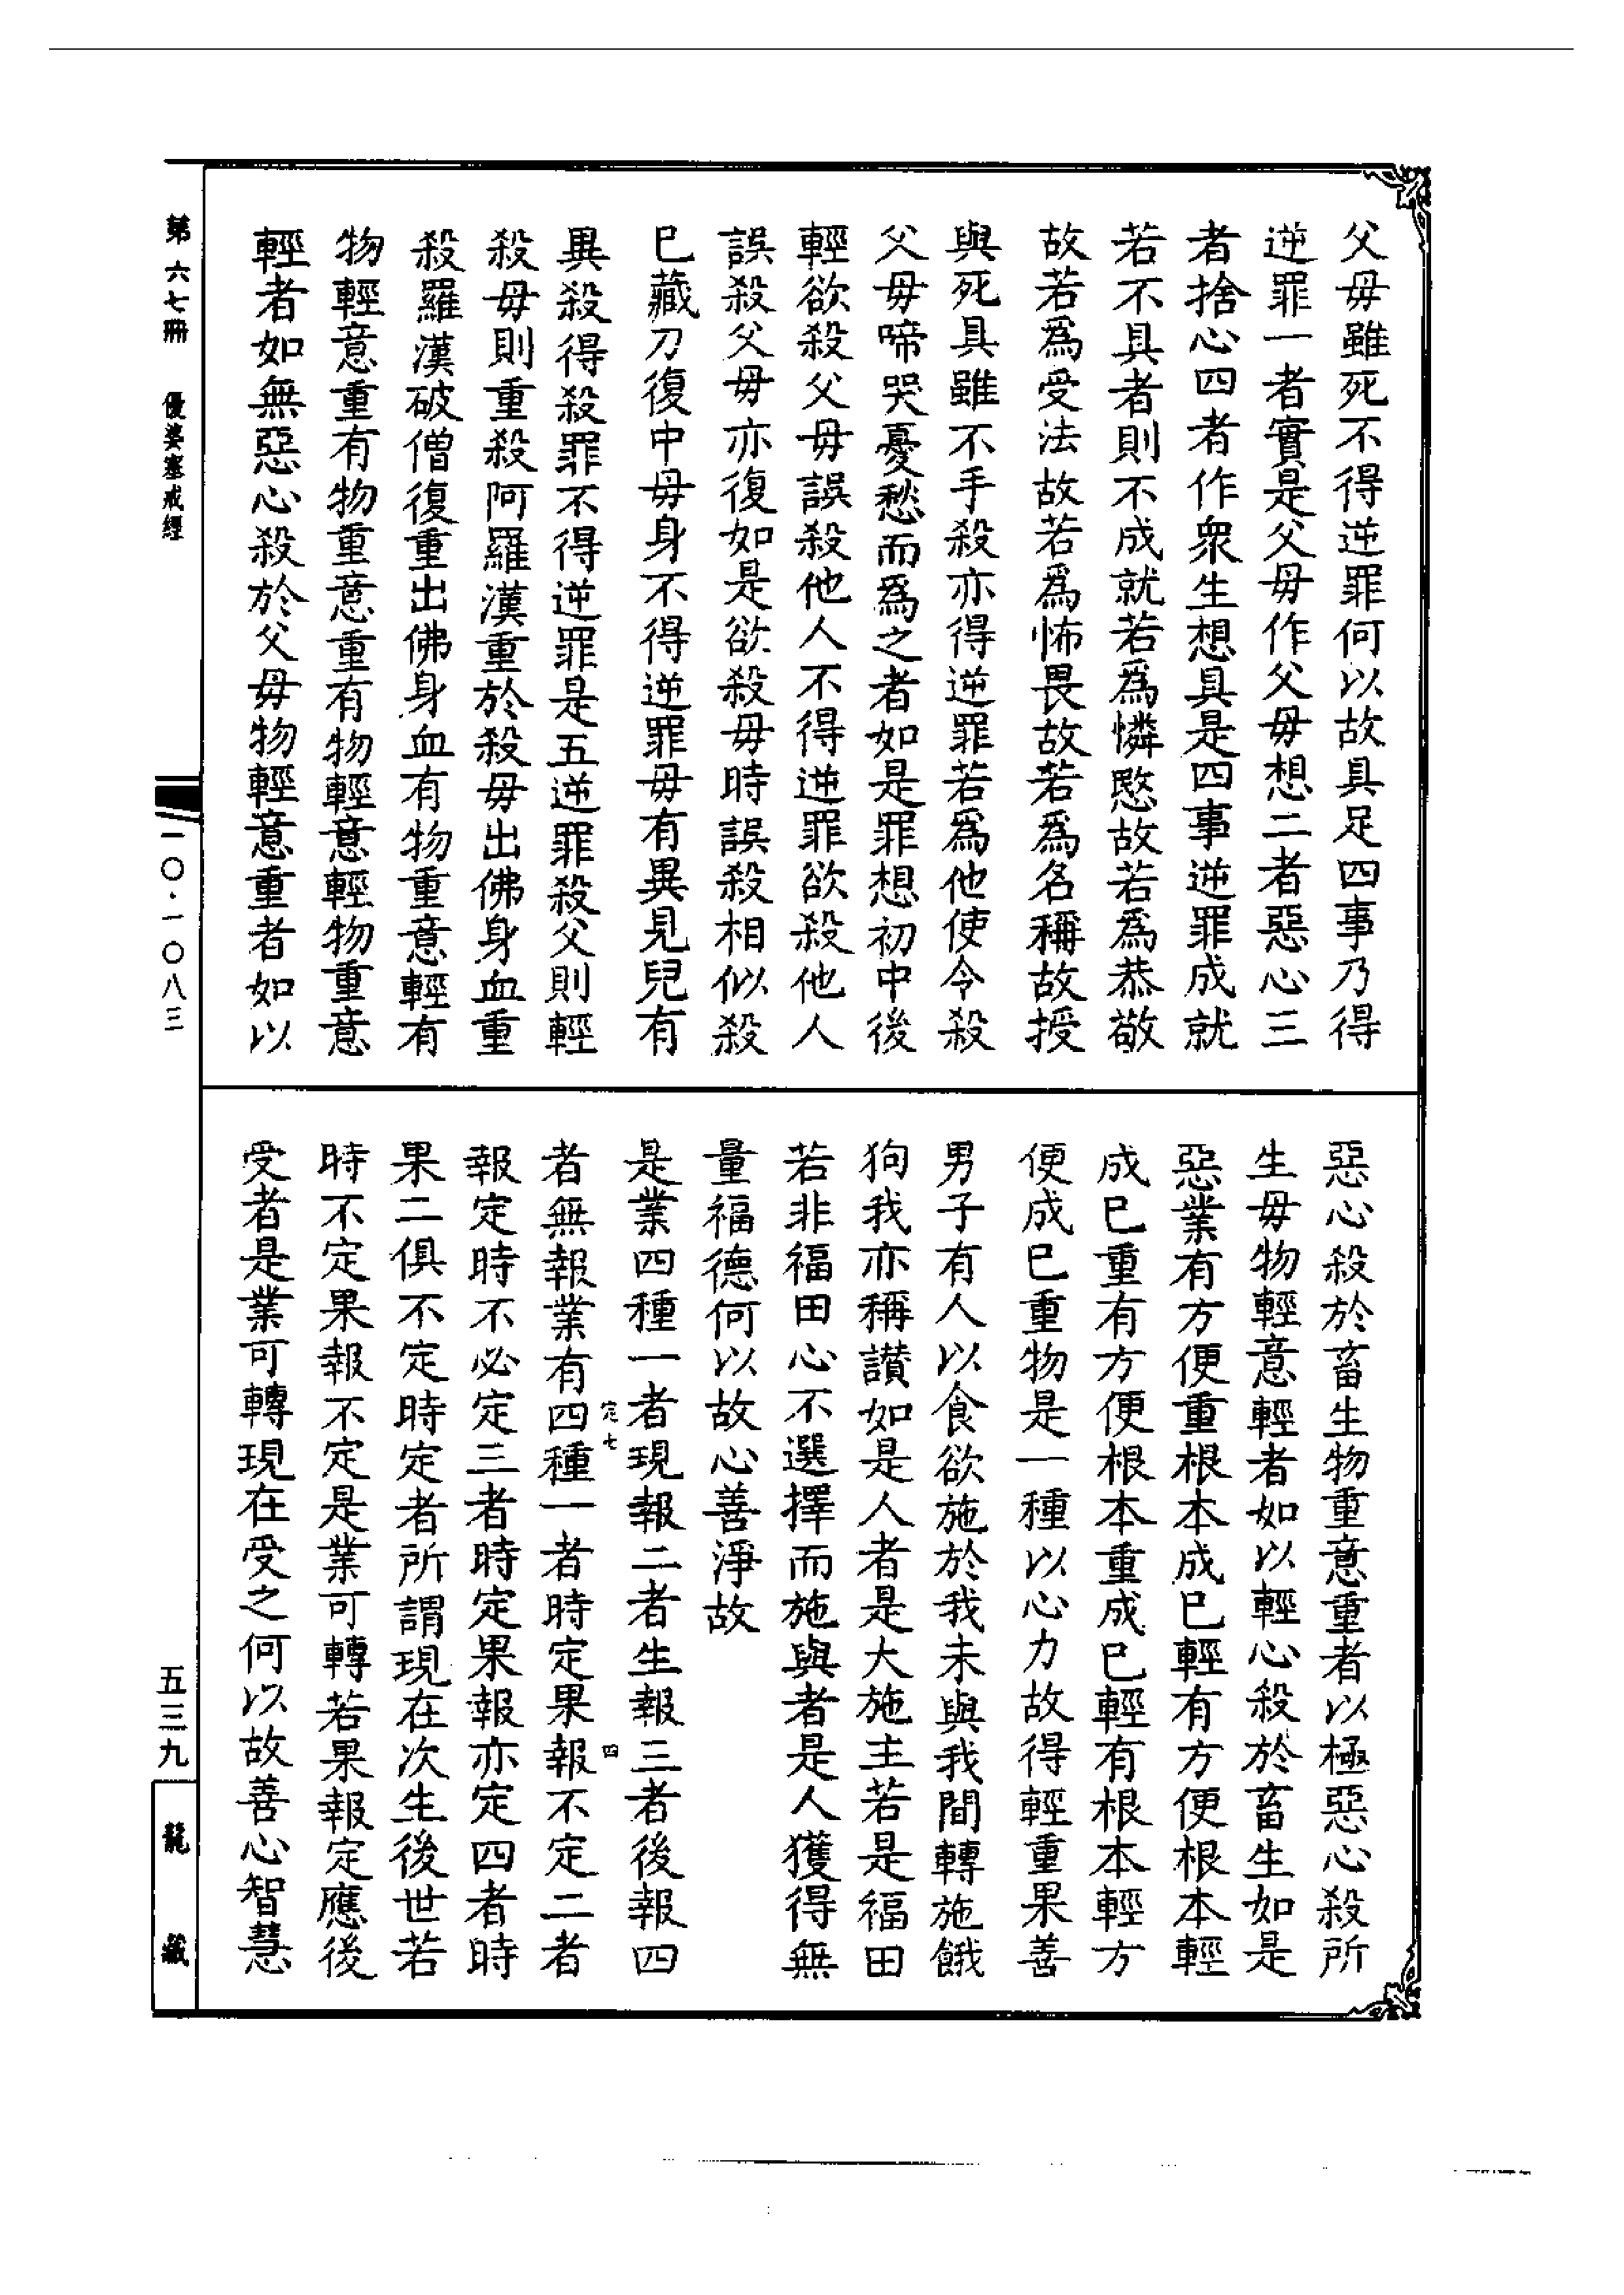 父毋雖死不得逆罪何以故具足四事乃得
逆罪一者實是父毋作父毋想二者惡心三
者捨心四者作衆生想具是四事逆罪成就
若不具者則不成就若爲憐愍故若爲恭敬
故若爲受法故若爲怖畏故若爲名稱故授
與死具雖不手殺亦得逆罪若爲他使令殺
父毋啼哭憂愁而爲之者如是罪想初中後
輕欲殺父毋誤殺他人不得逆罪欲殺他人
誤殺父毋亦復如是欲殺毋時誤殺相似殺
已藏刀復中毋身不得逆罪毋有異見兒有
異殺得殺罪不得逆罪是五逆罪殺父則輕
殺毋則重殺阿羅漢重於殺毋出佛身血重
殺羅漢破僧復重出佛身血有物重意輕有
物輕意重有物重意重有物輕意輕物重意
輕者如無惡心殺於父毋物輕意重者如以
惡心殺於畜生物重意重者以極惡心殺所
生毋物輕意輕者如以輕心殺於畜生如是
惡業有方便重根本成已輕有方便根本輕
成已重有方便根本重成已輕有根本輕方
便成已重物是一種以心力故得輕重果善
男子有人以食欲施於我未與我間轉施餓
狗我亦稱讃如是人者是大施主若是福田
若非福田心不選擇而施與者是人獲得無
量福德何以故心善淨故
是業四種一者現報二者生報三者後報四
定七 四
者無報業有四種一者時定果報不定二者
報定時不必定三者時定果報亦定四者時
果二俱不定時定者所謂現在次生後世若
時不定果報不定是業可轉若果報定應後
受者是業可轉現在受之何以故善心智慧
第六七冊 優婆塞戒經
一〇·一〇八三
五三九
龍藏